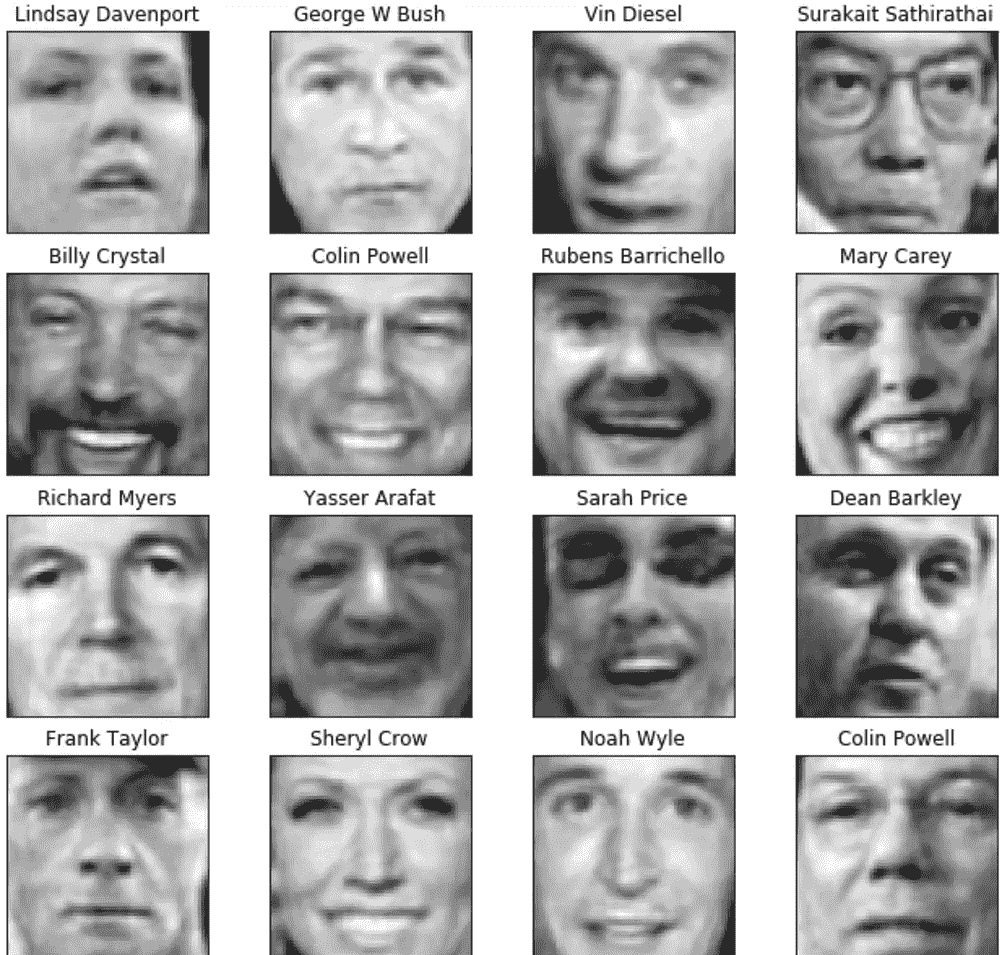 Lindsay Davenport George W Bush Vin Diesel Surakait Sathirathai
Billy Crystal Colin Powell Rubens Barrichello Mary Carey
Richard Myers Yasser Arafat Sarah Price Dean Barkley
Frank Taylor Sheryl Crow Noah Wyle Colin Powell